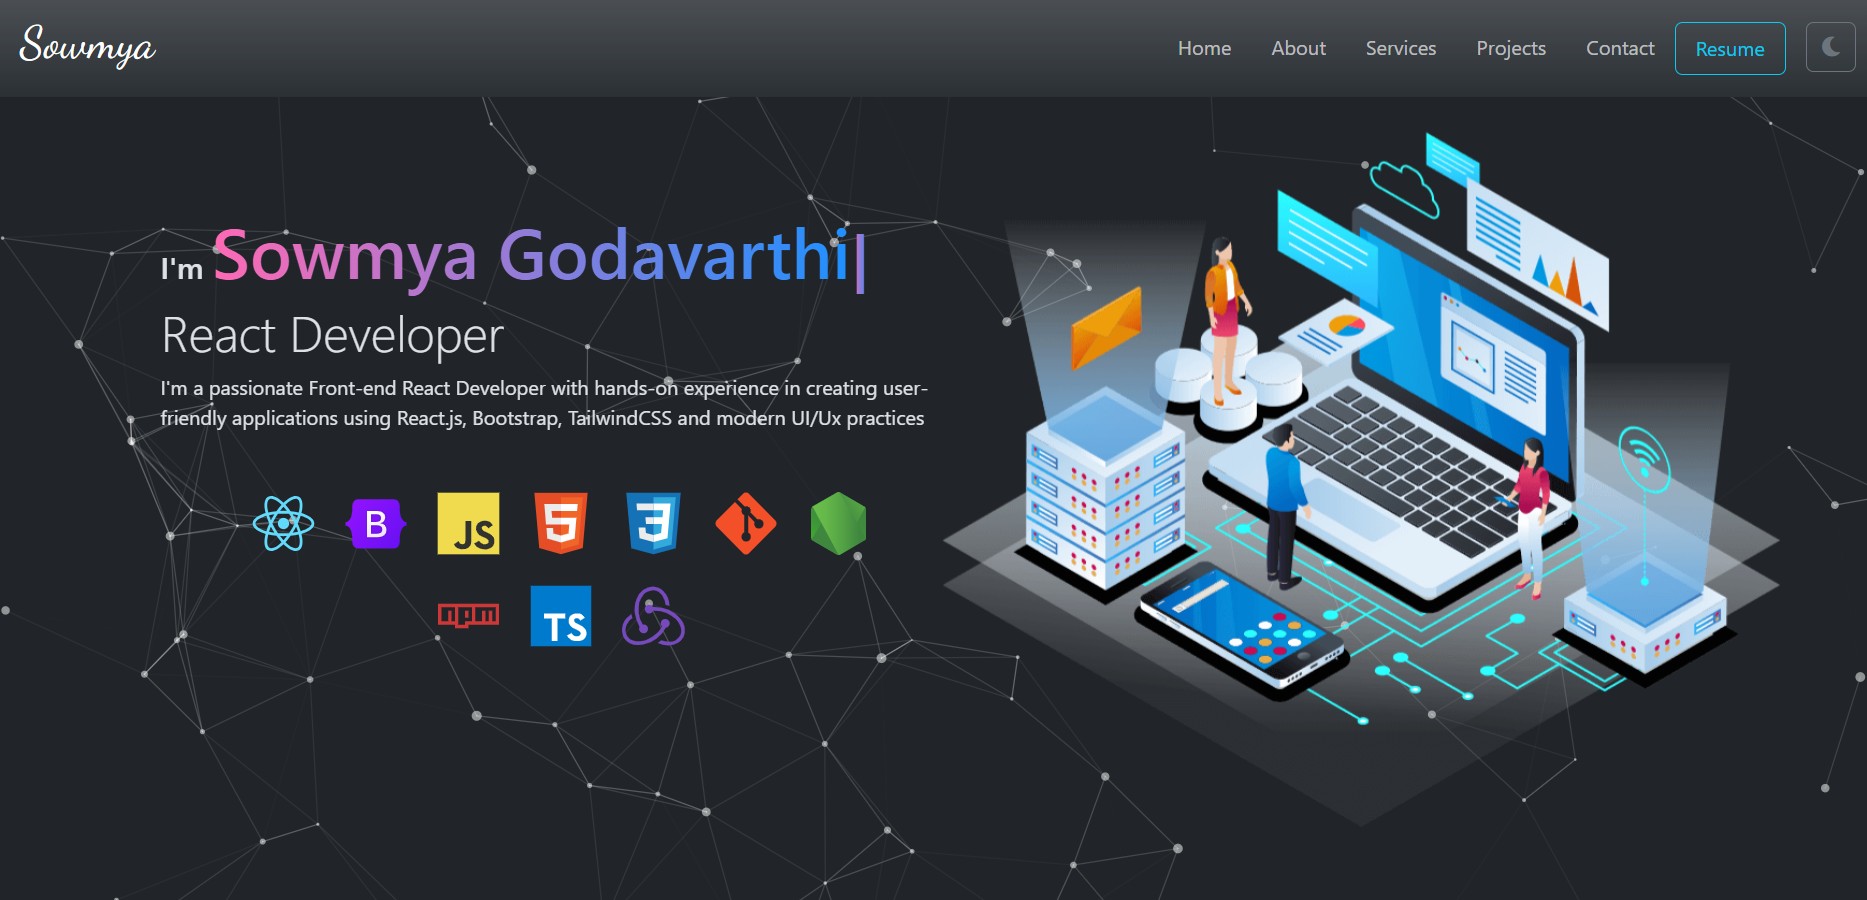 Sowmya
Home About Services Projects Contact Resume
I'm Sowmya Godavarthi|
React Developer
I'm a passionate Front-end React Developer with hands-on experience in creating user-
friendly applications using React.js, Bootstrap, TailwindCSS and modern UI/Ux practices
B JS 5 3
npm TS